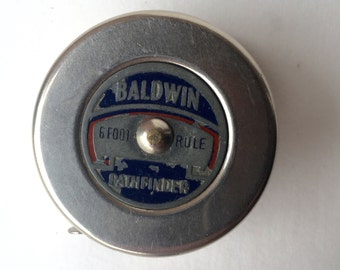 BALDWIN
6 FOOT RULE
PATHFINDER